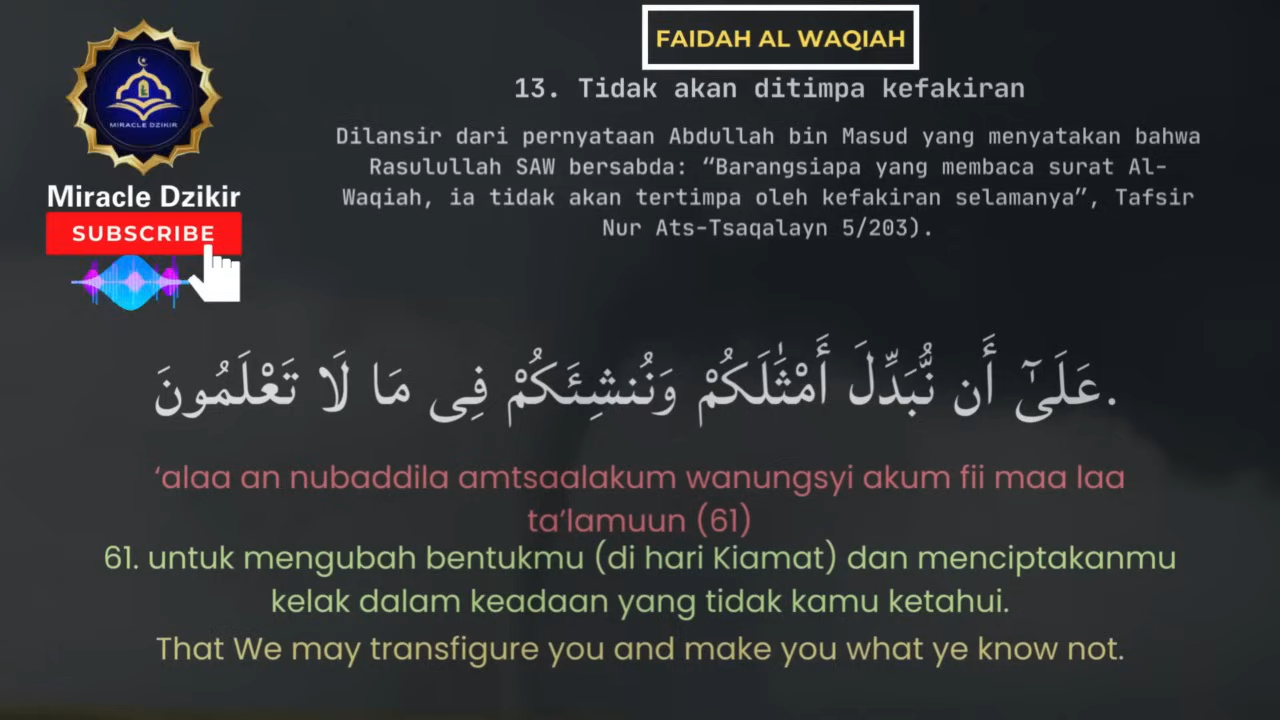 FAIDAH AL WAQIAH
13. Tidak akan ditimpa kefakiran
Dilansir dari pernyataan Abdullah bin Masud yang menyatakan bahwa
Rasulullah SAW bersabda: “Barangsiapa yang membaca surat Al-
Waqiah, ia tidak akan tertimpa oleh kefakiran selamanya”, Tafsir
Nur Ats-Tsaqalayn 5/203).
MIRACLE DZIKIR
Miracle Dzikir
SUBSCRIBE
عَلَىٰٓ أَن نُّبَدِّلَ أَمْثَٰلَكُمْ وَنُنشِئَكُمْ فِى مَا لَا تَعْلَمُونَ.
‘alaa an nubaddila amtsaalakum wanungsyi akum fii maa laa
ta’lamuun (61)
61. untuk mengubah bentukmu (di hari Kiamat) dan menciptakanmu
kelak dalam keadaan yang tidak kamu ketahui.
That We may transfigure you and make you what ye know not.